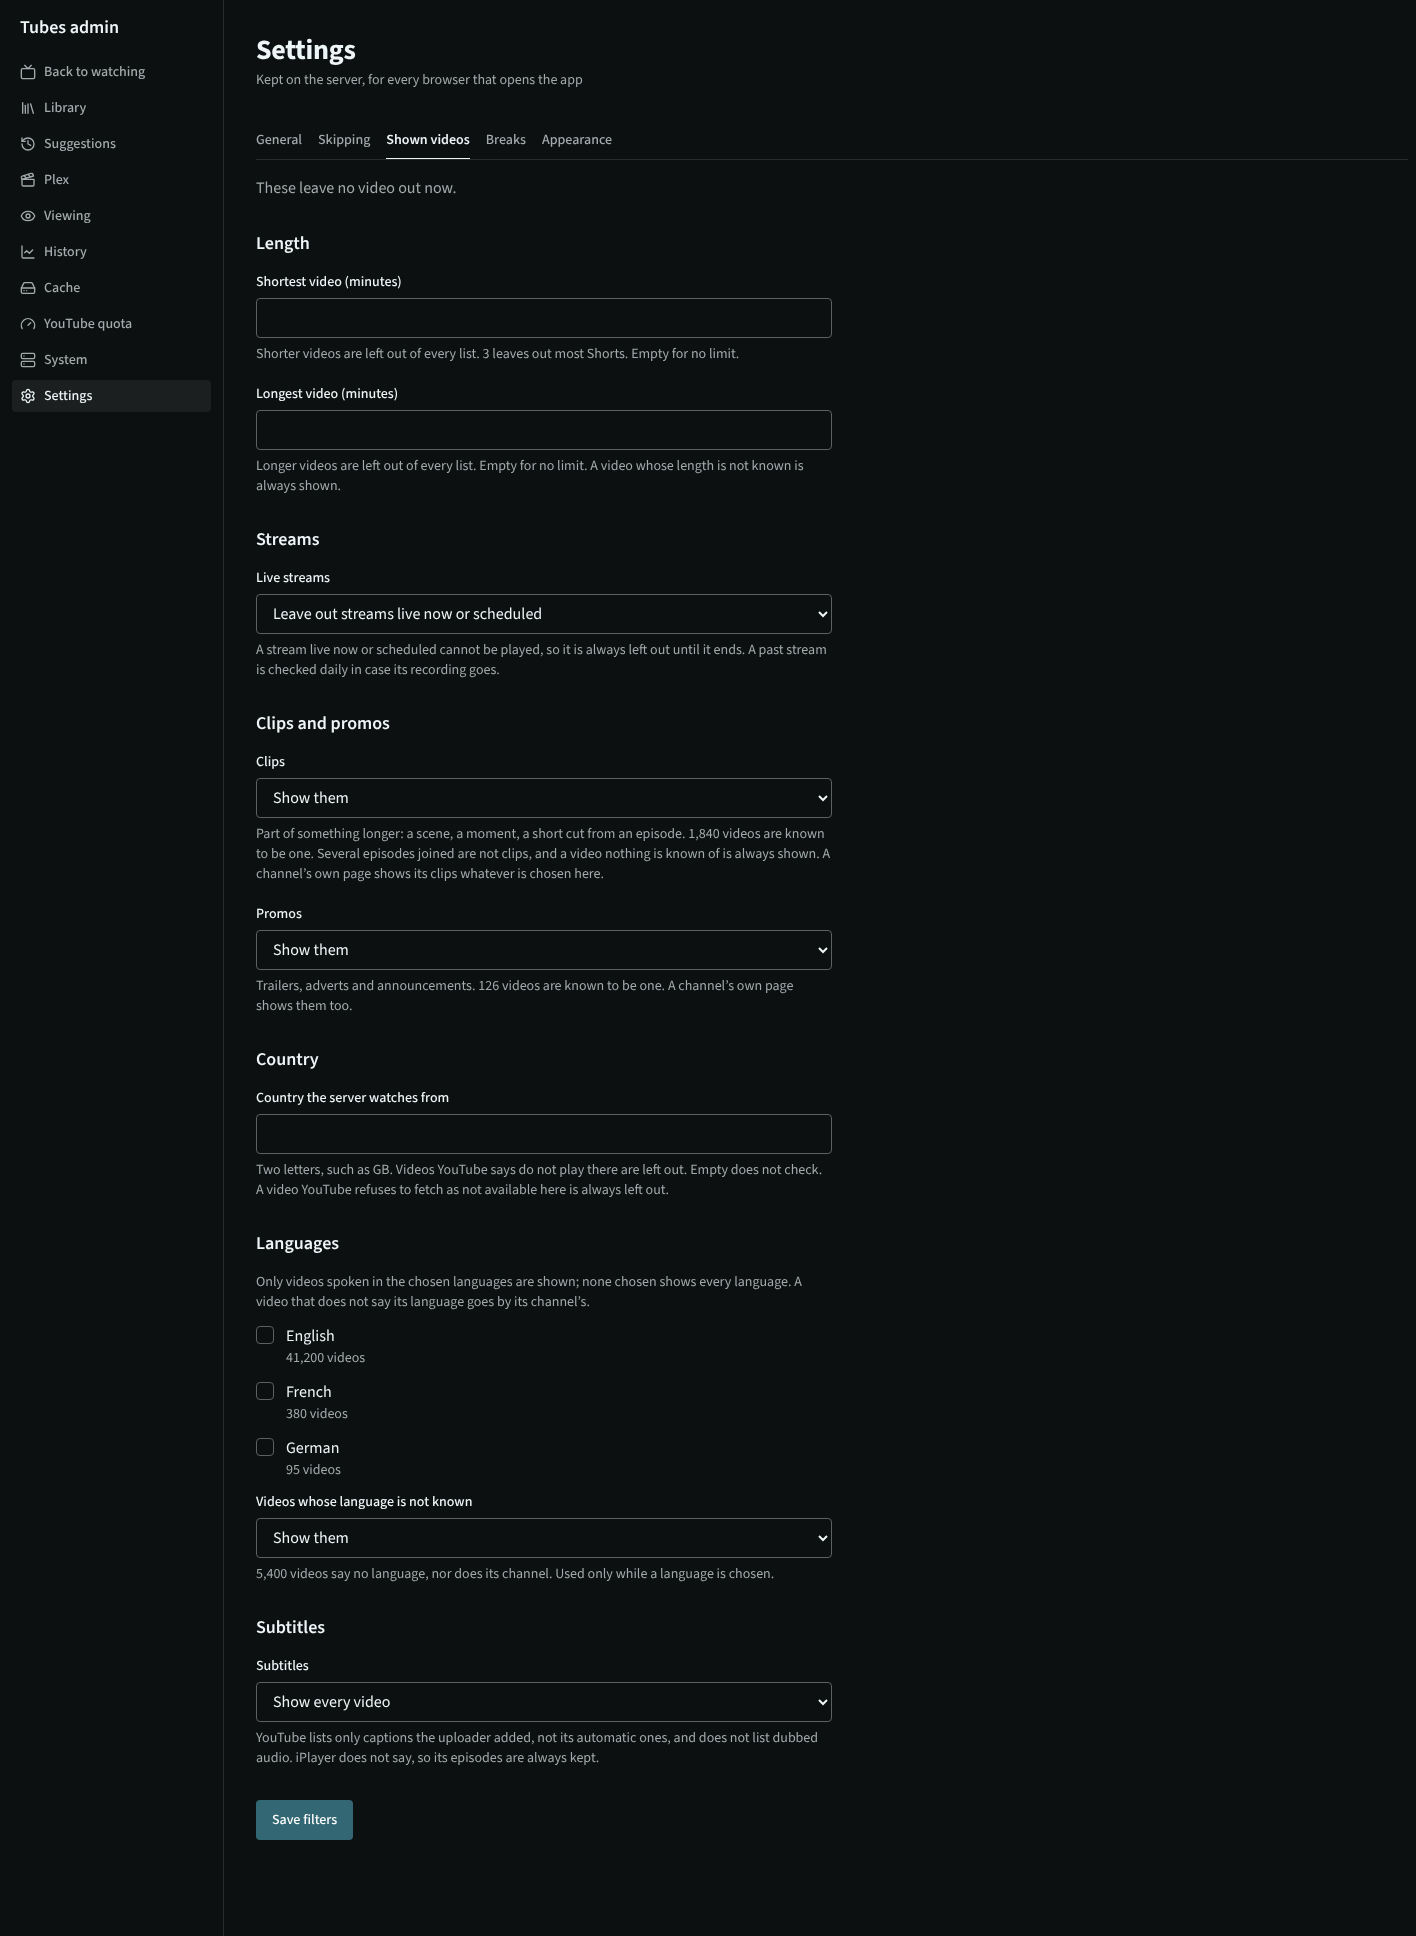 Tubes admin
Back to watching
Library
Suggestions
Plex
Viewing
History
Cache
YouTube quota
System
Settings
Settings
Kept on the server, for every browser that opens the app
General
Skipping
Shown videos
Breaks
Appearance
These leave no video out now.
Length
Shortest video (minutes)
Shorter videos are left out of every list. 3 leaves out most Shorts. Empty for no limit.
Longest video (minutes)
Longer videos are left out of every list. Empty for no limit. A video whose length is not known is
always shown.
Streams
Live streams
Leave out streams live now or scheduled
A stream live now or scheduled cannot be played, so it is always left out until it ends. A past stream
is checked daily in case its recording goes.
Clips and promos
Clips
Show them
Part of something longer: a scene, a moment, a short cut from an episode. 1,840 videos are known
to be one. Several episodes joined are not clips, and a video nothing is known of is always shown. A
channel's own page shows its clips whatever is chosen here.
Promos
Show them
Trailers, adverts and announcements. 126 videos are known to be one. A channel's own page
shows them too.
Country
Country the server watches from
Two letters, such as GB. Videos YouTube says do not play there are left out. Empty does not check.
A video YouTube refuses to fetch as not available here is always left out.
Languages
Only videos spoken in the chosen languages are shown; none chosen shows every language. A
video that does not say its language goes by its channel's.
English
41,200 videos
French
380 videos
German
95 videos
Videos whose language is not known
Show them
5,400 videos say no language, nor does its channel. Used only while a language is chosen.
Subtitles
Subtitles
Show every video
YouTube lists only captions the uploader added, not its automatic ones, and does not list dubbed
audio. iPlayer does not say, so its episodes are always kept.
Save filters